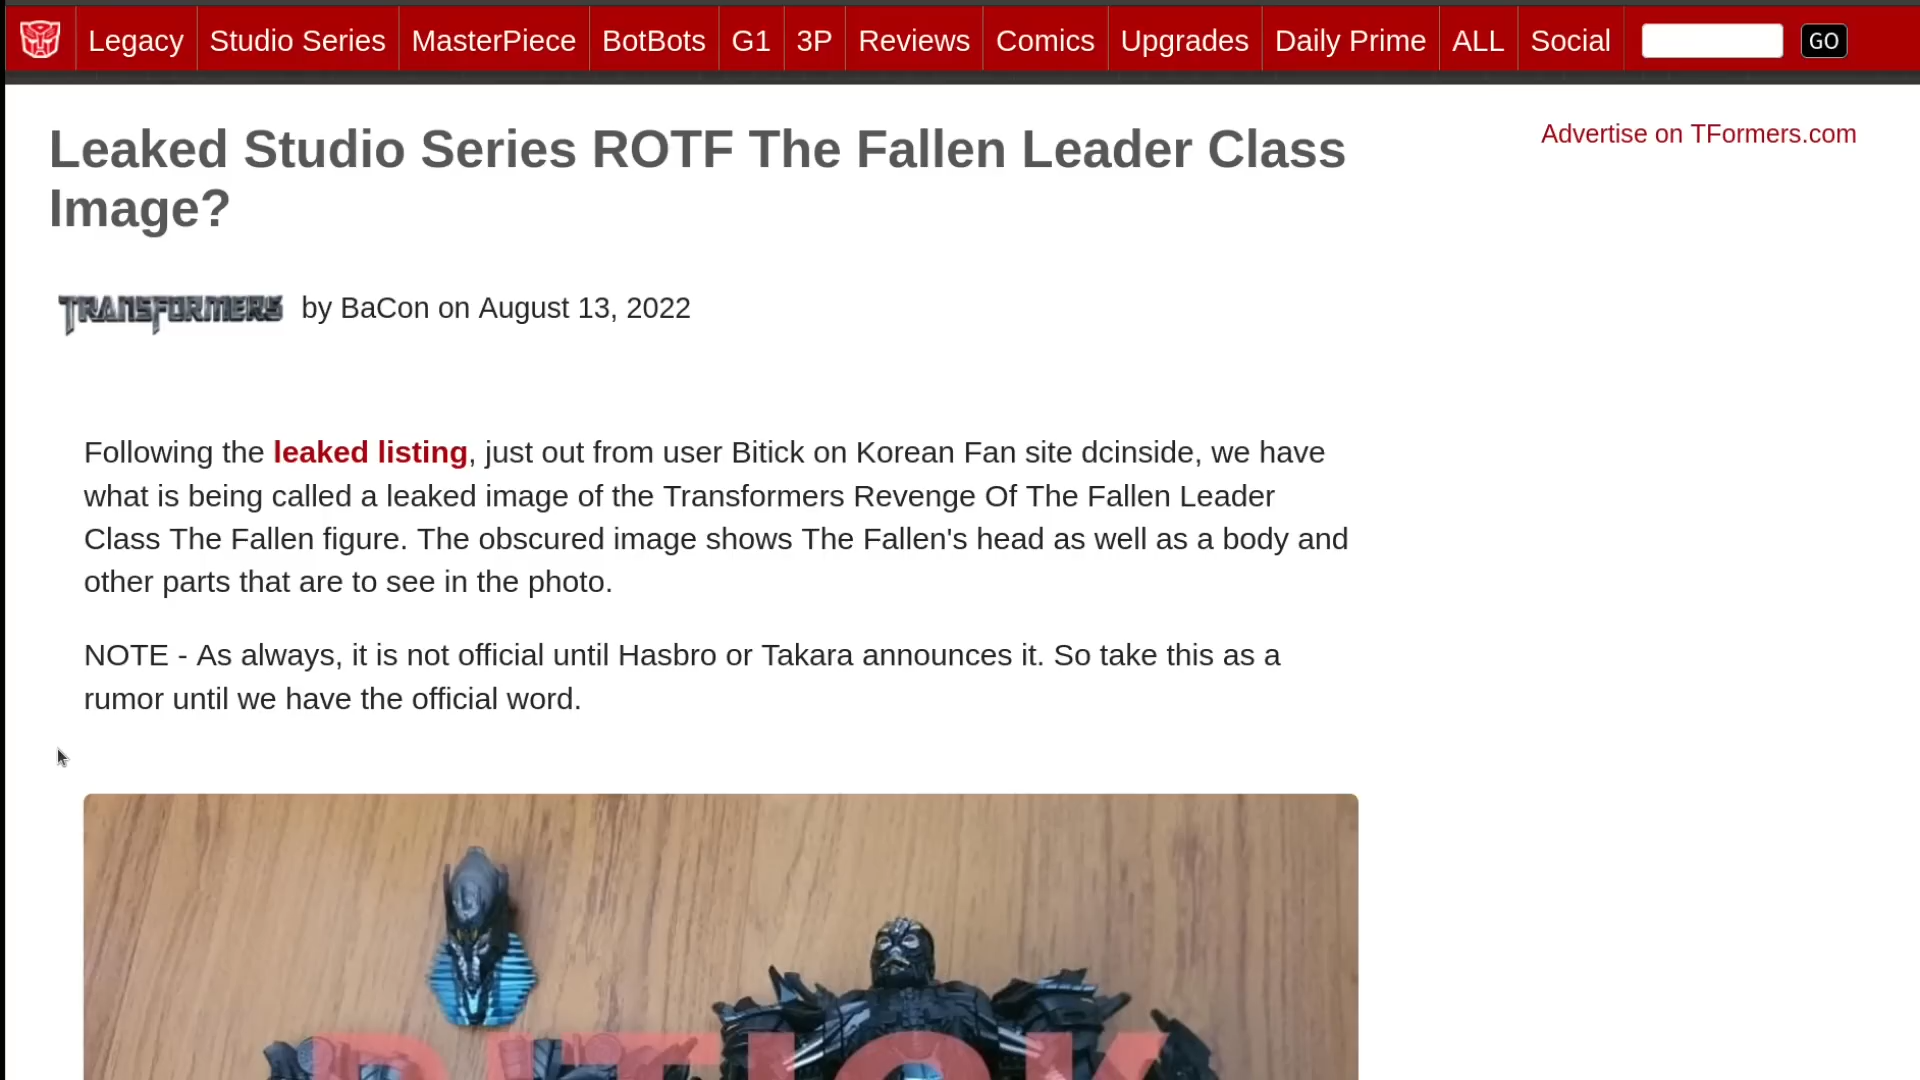 Legacy Studio Series MasterPiece BotBots G1 3P Reviews Comics Upgrades Daily Prime ALL Social GO
Leaked Studio Series ROTF The Fallen Leader Class
Image?
Advertise on TFormers.com
TRANSFORMERS by BaCon on August 13, 2022
Following the leaked listing, just out from user Bitick on Korean Fan site dcinside, we have
what is being called a leaked image of the Transformers Revenge Of The Fallen Leader
Class The Fallen figure. The obscured image shows The Fallen's head as well as a body and
other parts that are to see in the photo.
NOTE - As always, it is not official until Hasbro or Takara announces it. So take this as a
rumor until we have the official word.
BITICK